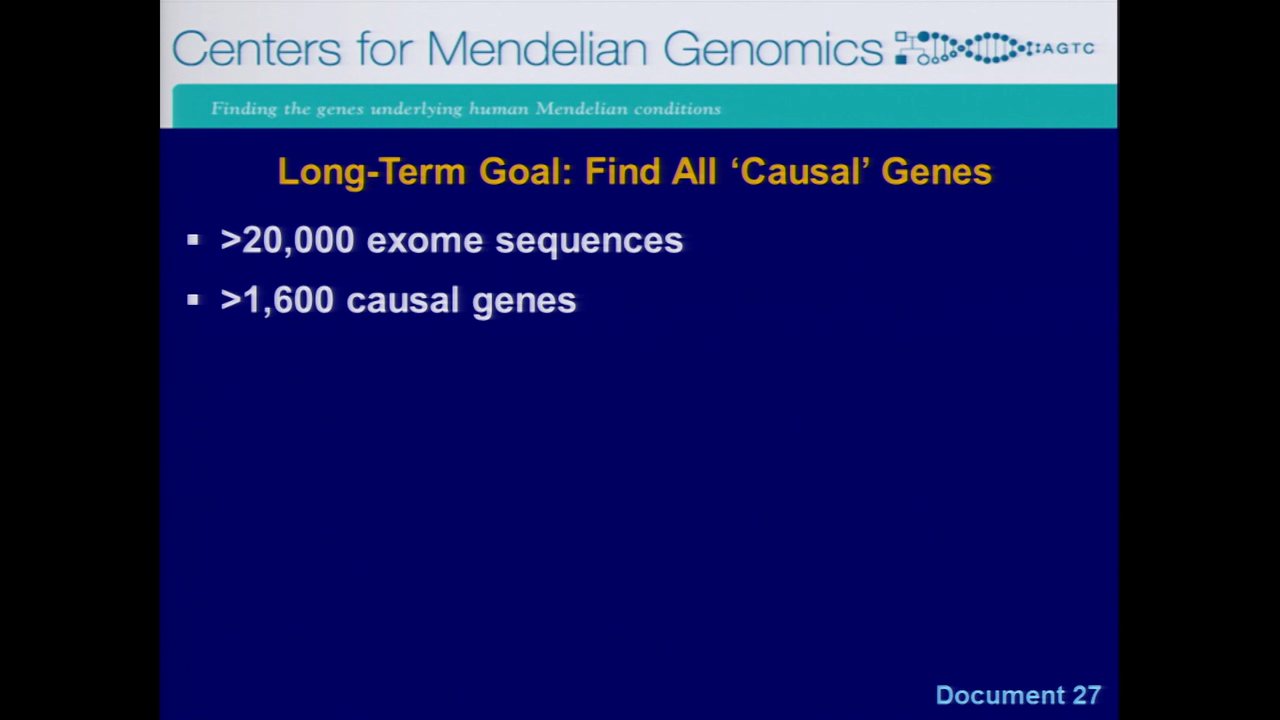 Centers for Mendelian Genomics AGTC
Finding the genes underlying human Mendelian conditions
Long-Term Goal: Find All ‘Causal’ Genes
▪ >20,000 exome sequences
▪ >1,600 causal genes
Document 27